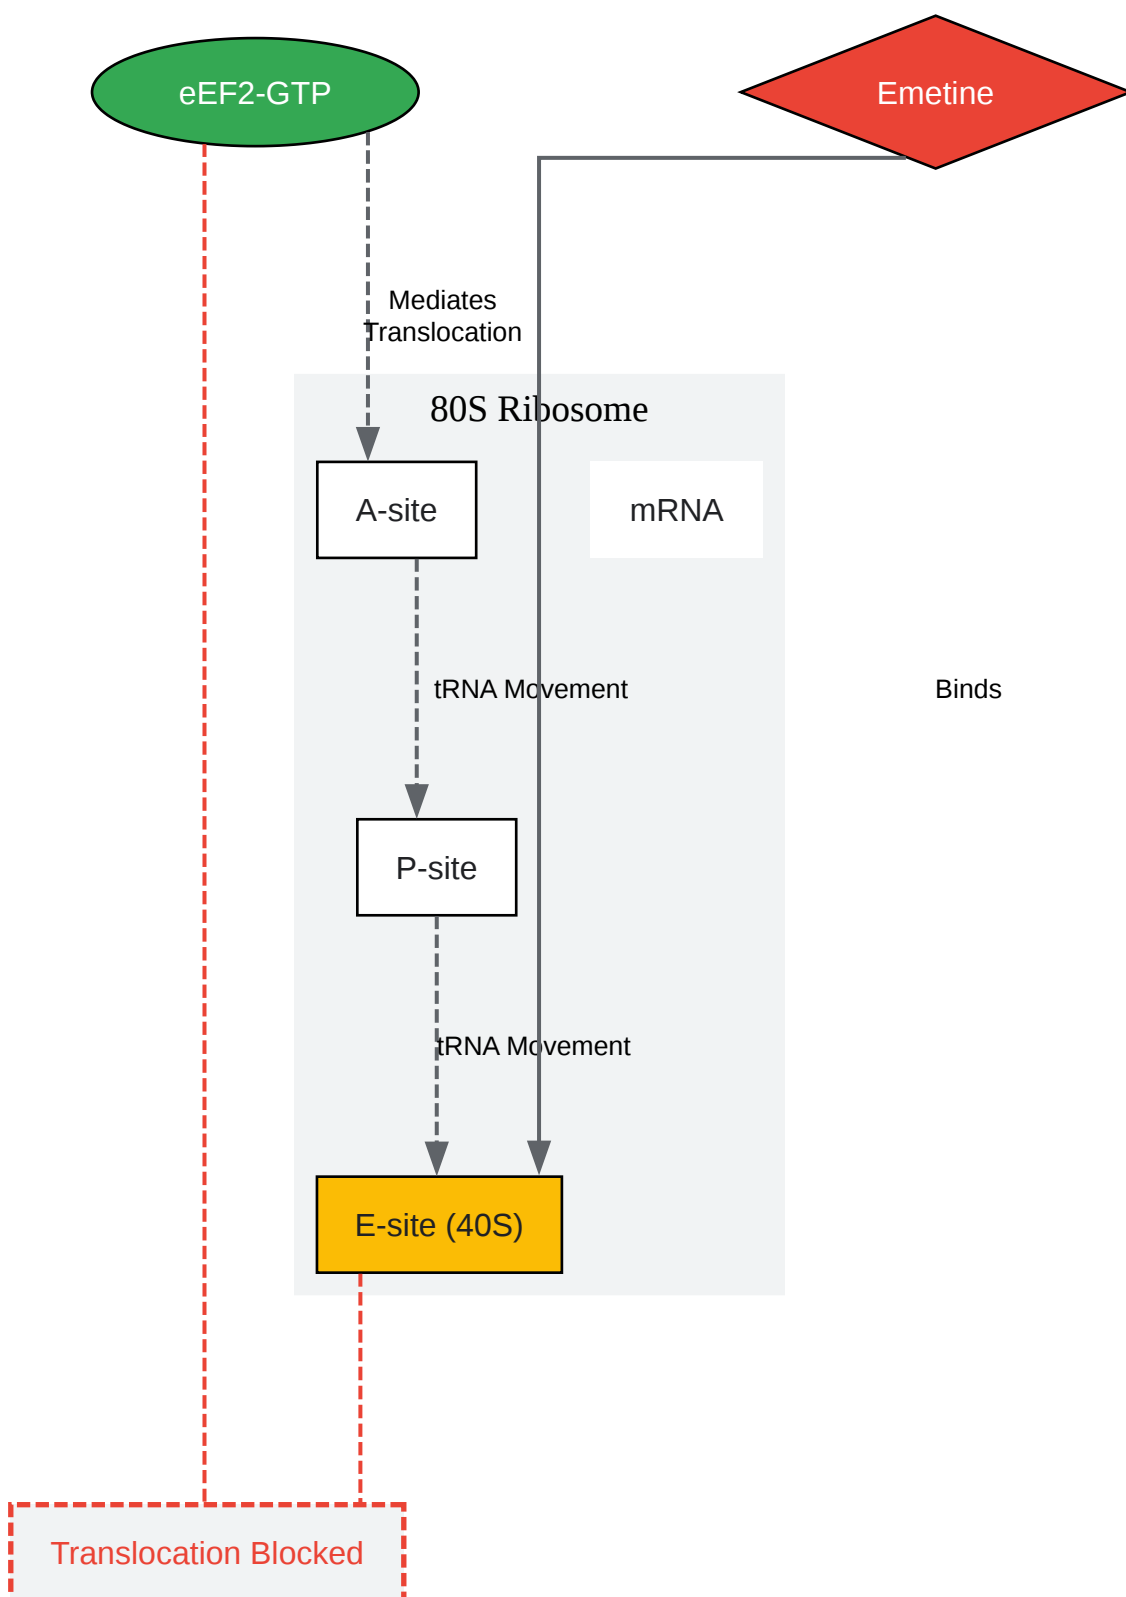 eEF2-GTP
Emetine
Mediates
Translocation
80S Ribosome
A-site
mRNA
tRNA Movement
Binds
P-site
tRNA Movement
E-site (40S)
Translocation Blocked